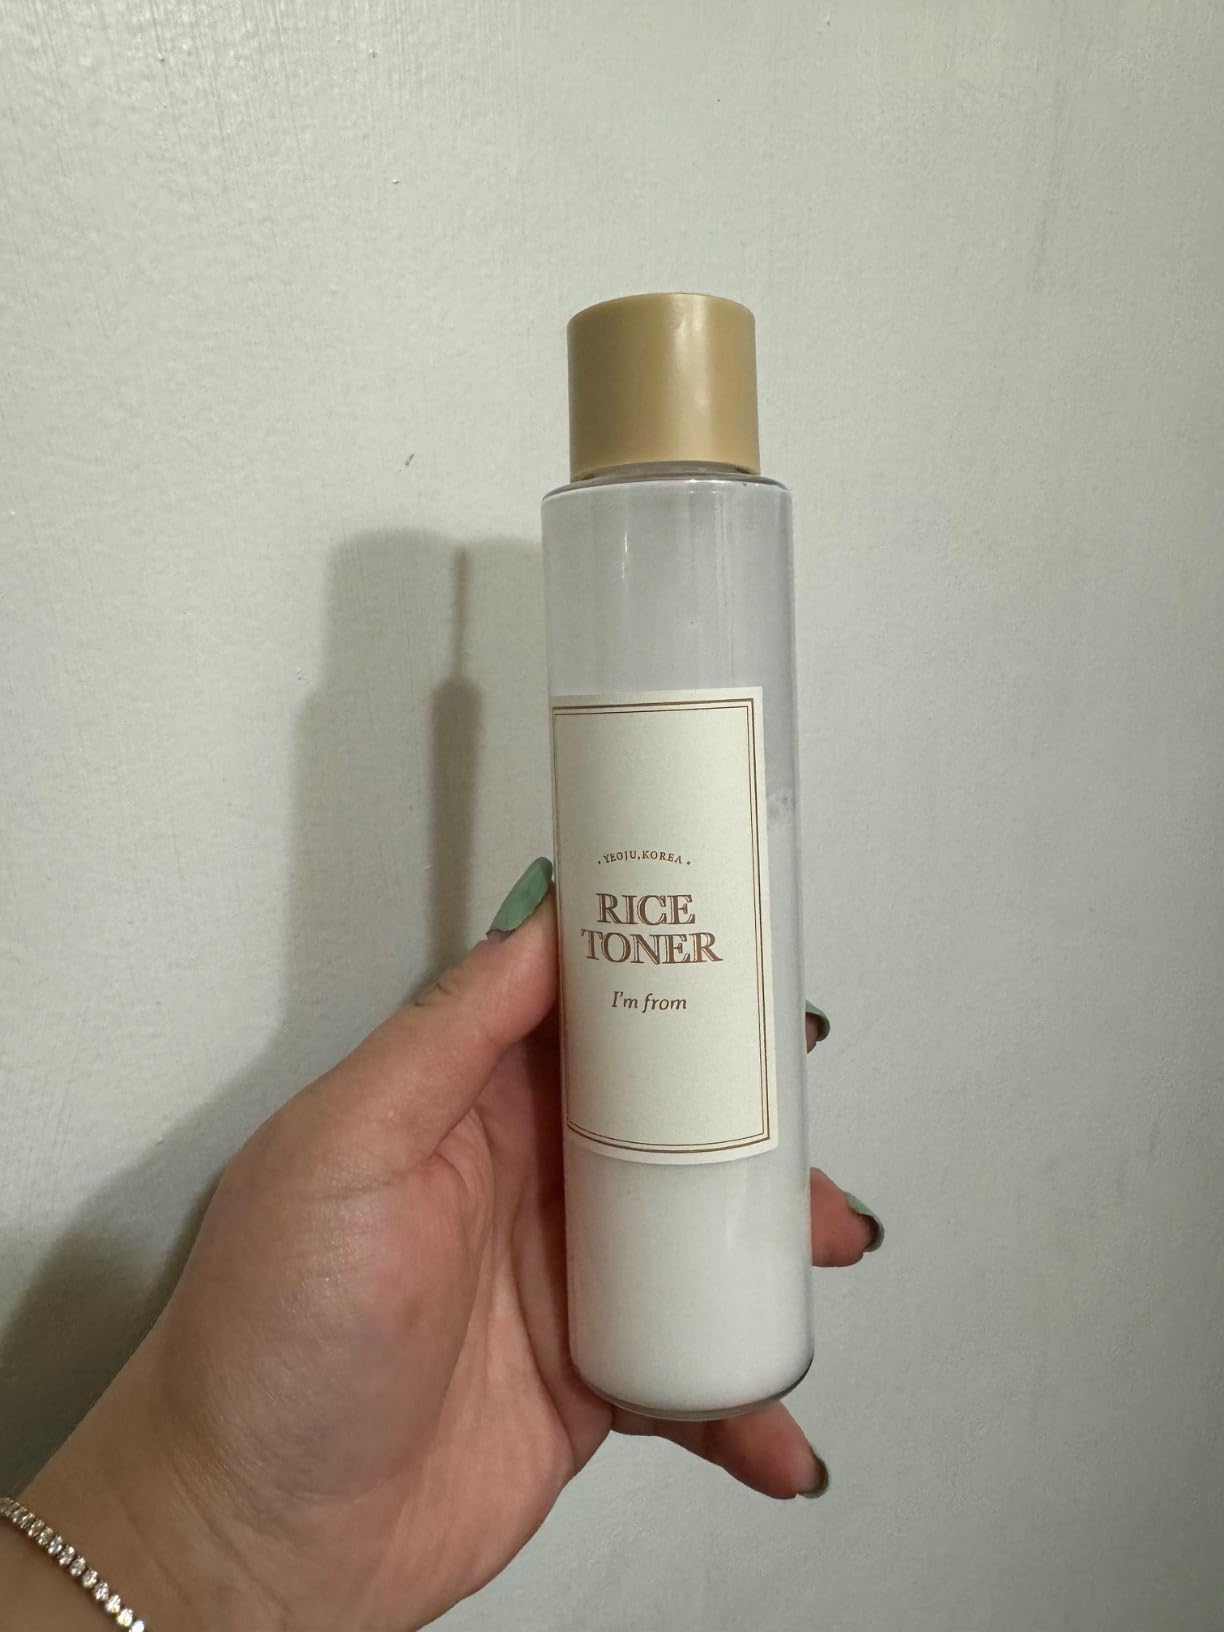 · YEOJU,KOREA ·
RICE
TONER
I'm from